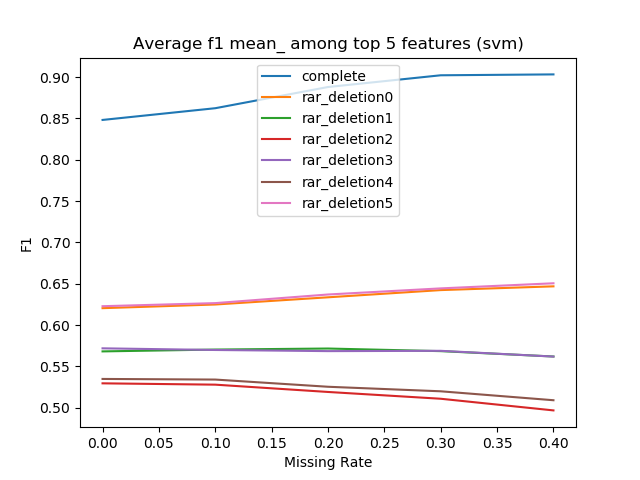 Average f1 mean_ among top 5 features (svm)
complete
rar_deletion0
rar_deletion1
rar_deletion2
rar_deletion3
rar_deletion4
rar_deletion5
F1
0.90
0.85
0.80
0.75
0.70
0.65
0.60
0.55
0.50
0.00 0.05 0.10 0.15 0.20 0.25 0.30 0.35 0.40
Missing Rate